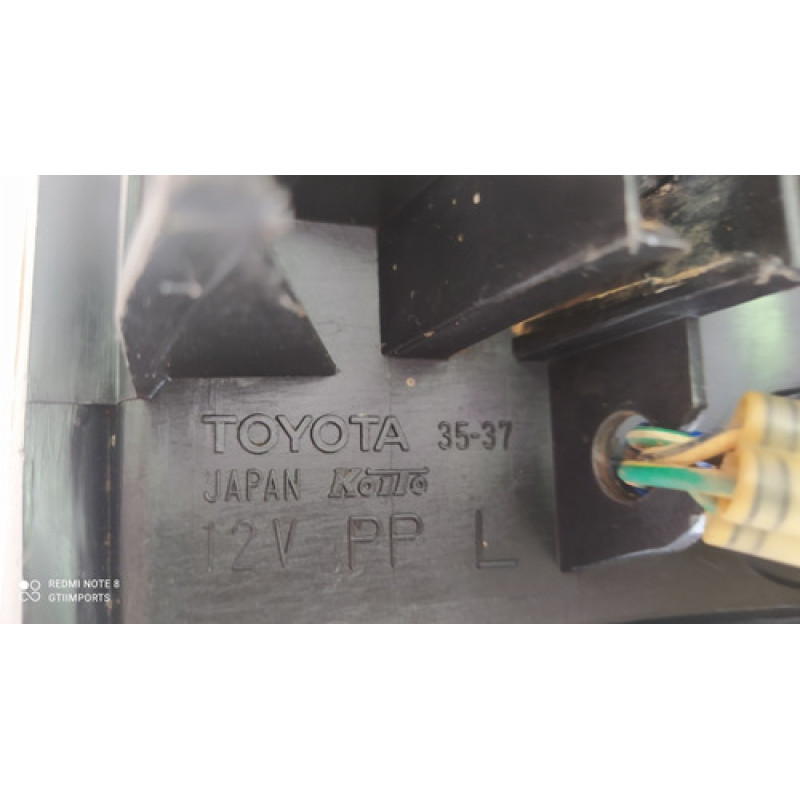 TOYOTA 35-37
JAPAN KOITO
12V PP L
REDMI NOTE 8
GTIIMPORTS